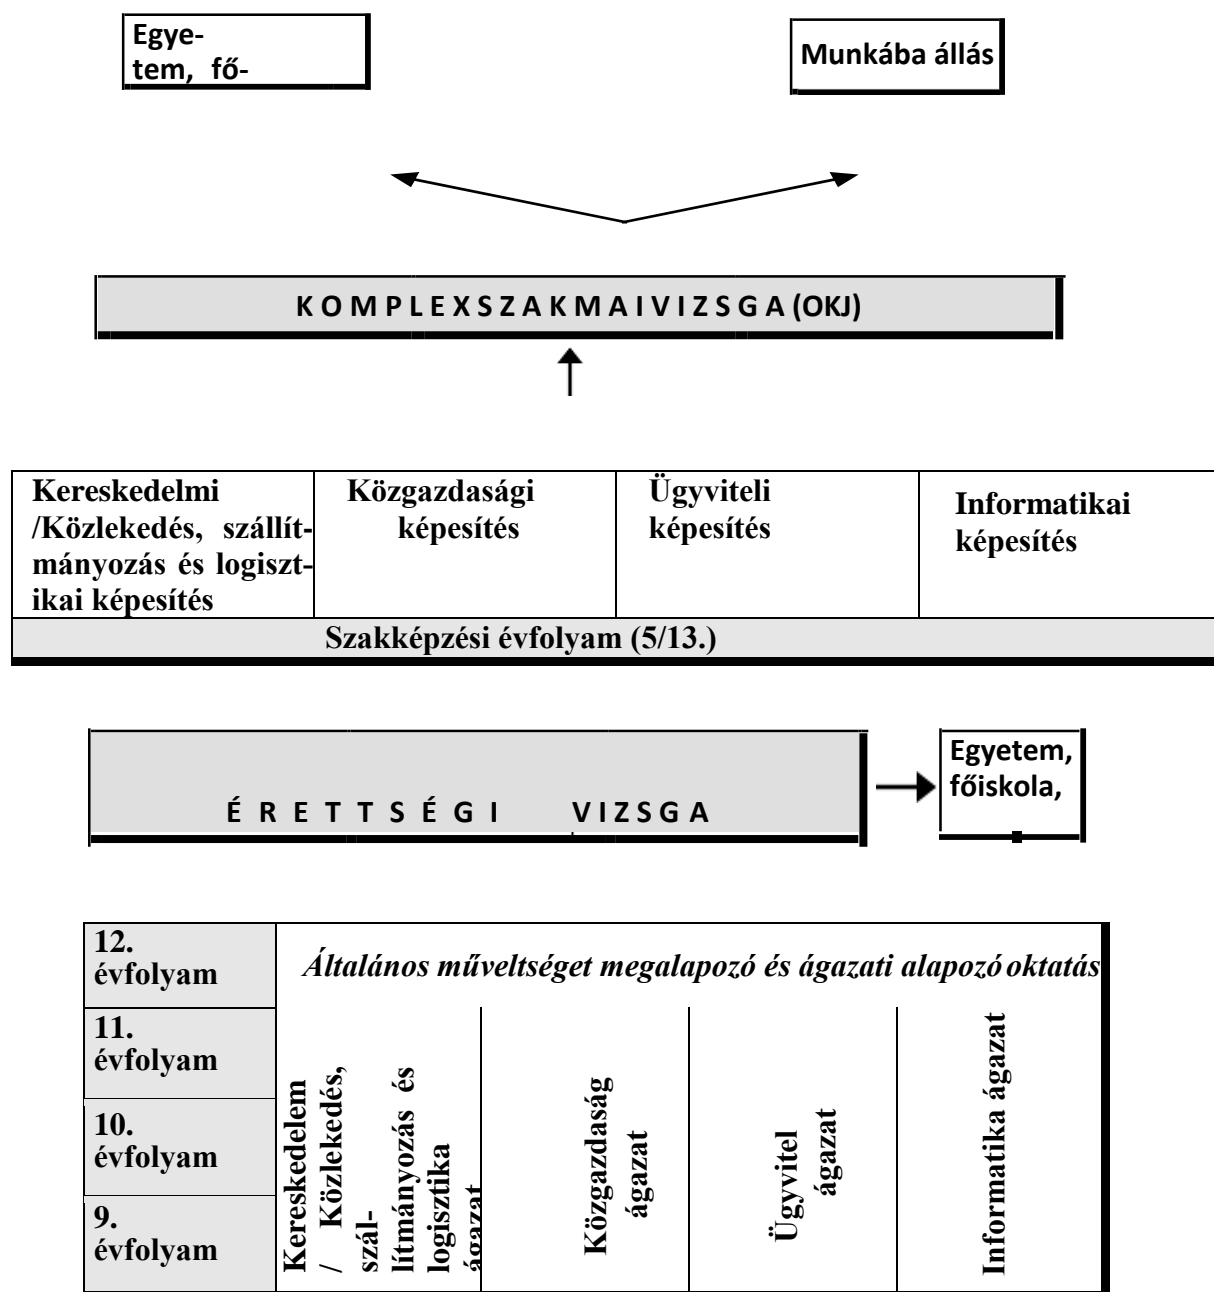 Egye-
tem, fő-
Munkába állás
K O M P L E X S Z A K M A I V I Z S G A (OKJ)
Kereskedelmi
/Közlekedés, szállít-
mányozás és logiszt-
ikai képesítés
Közgazdasági
képesítés
Ügyviteli
képesítés
Informatikai
képesítés
Szakképzési évfolyam (5/13.)
É R E T T S É G I V I Z S G A
Egyetem,
főiskola,
12.
évfolyam
Általános műveltséget megalapozó és ágazati alapozó oktatás
11.
évfolyam
10.
évfolyam
9.
évfolyam
Kereskedelem
/ Közlekedés,
szál-
lítmányozás és
logisztika
ágazat
Közgazdaság
ágazat
Ügyvitel
ágazat
Informatika ágazat